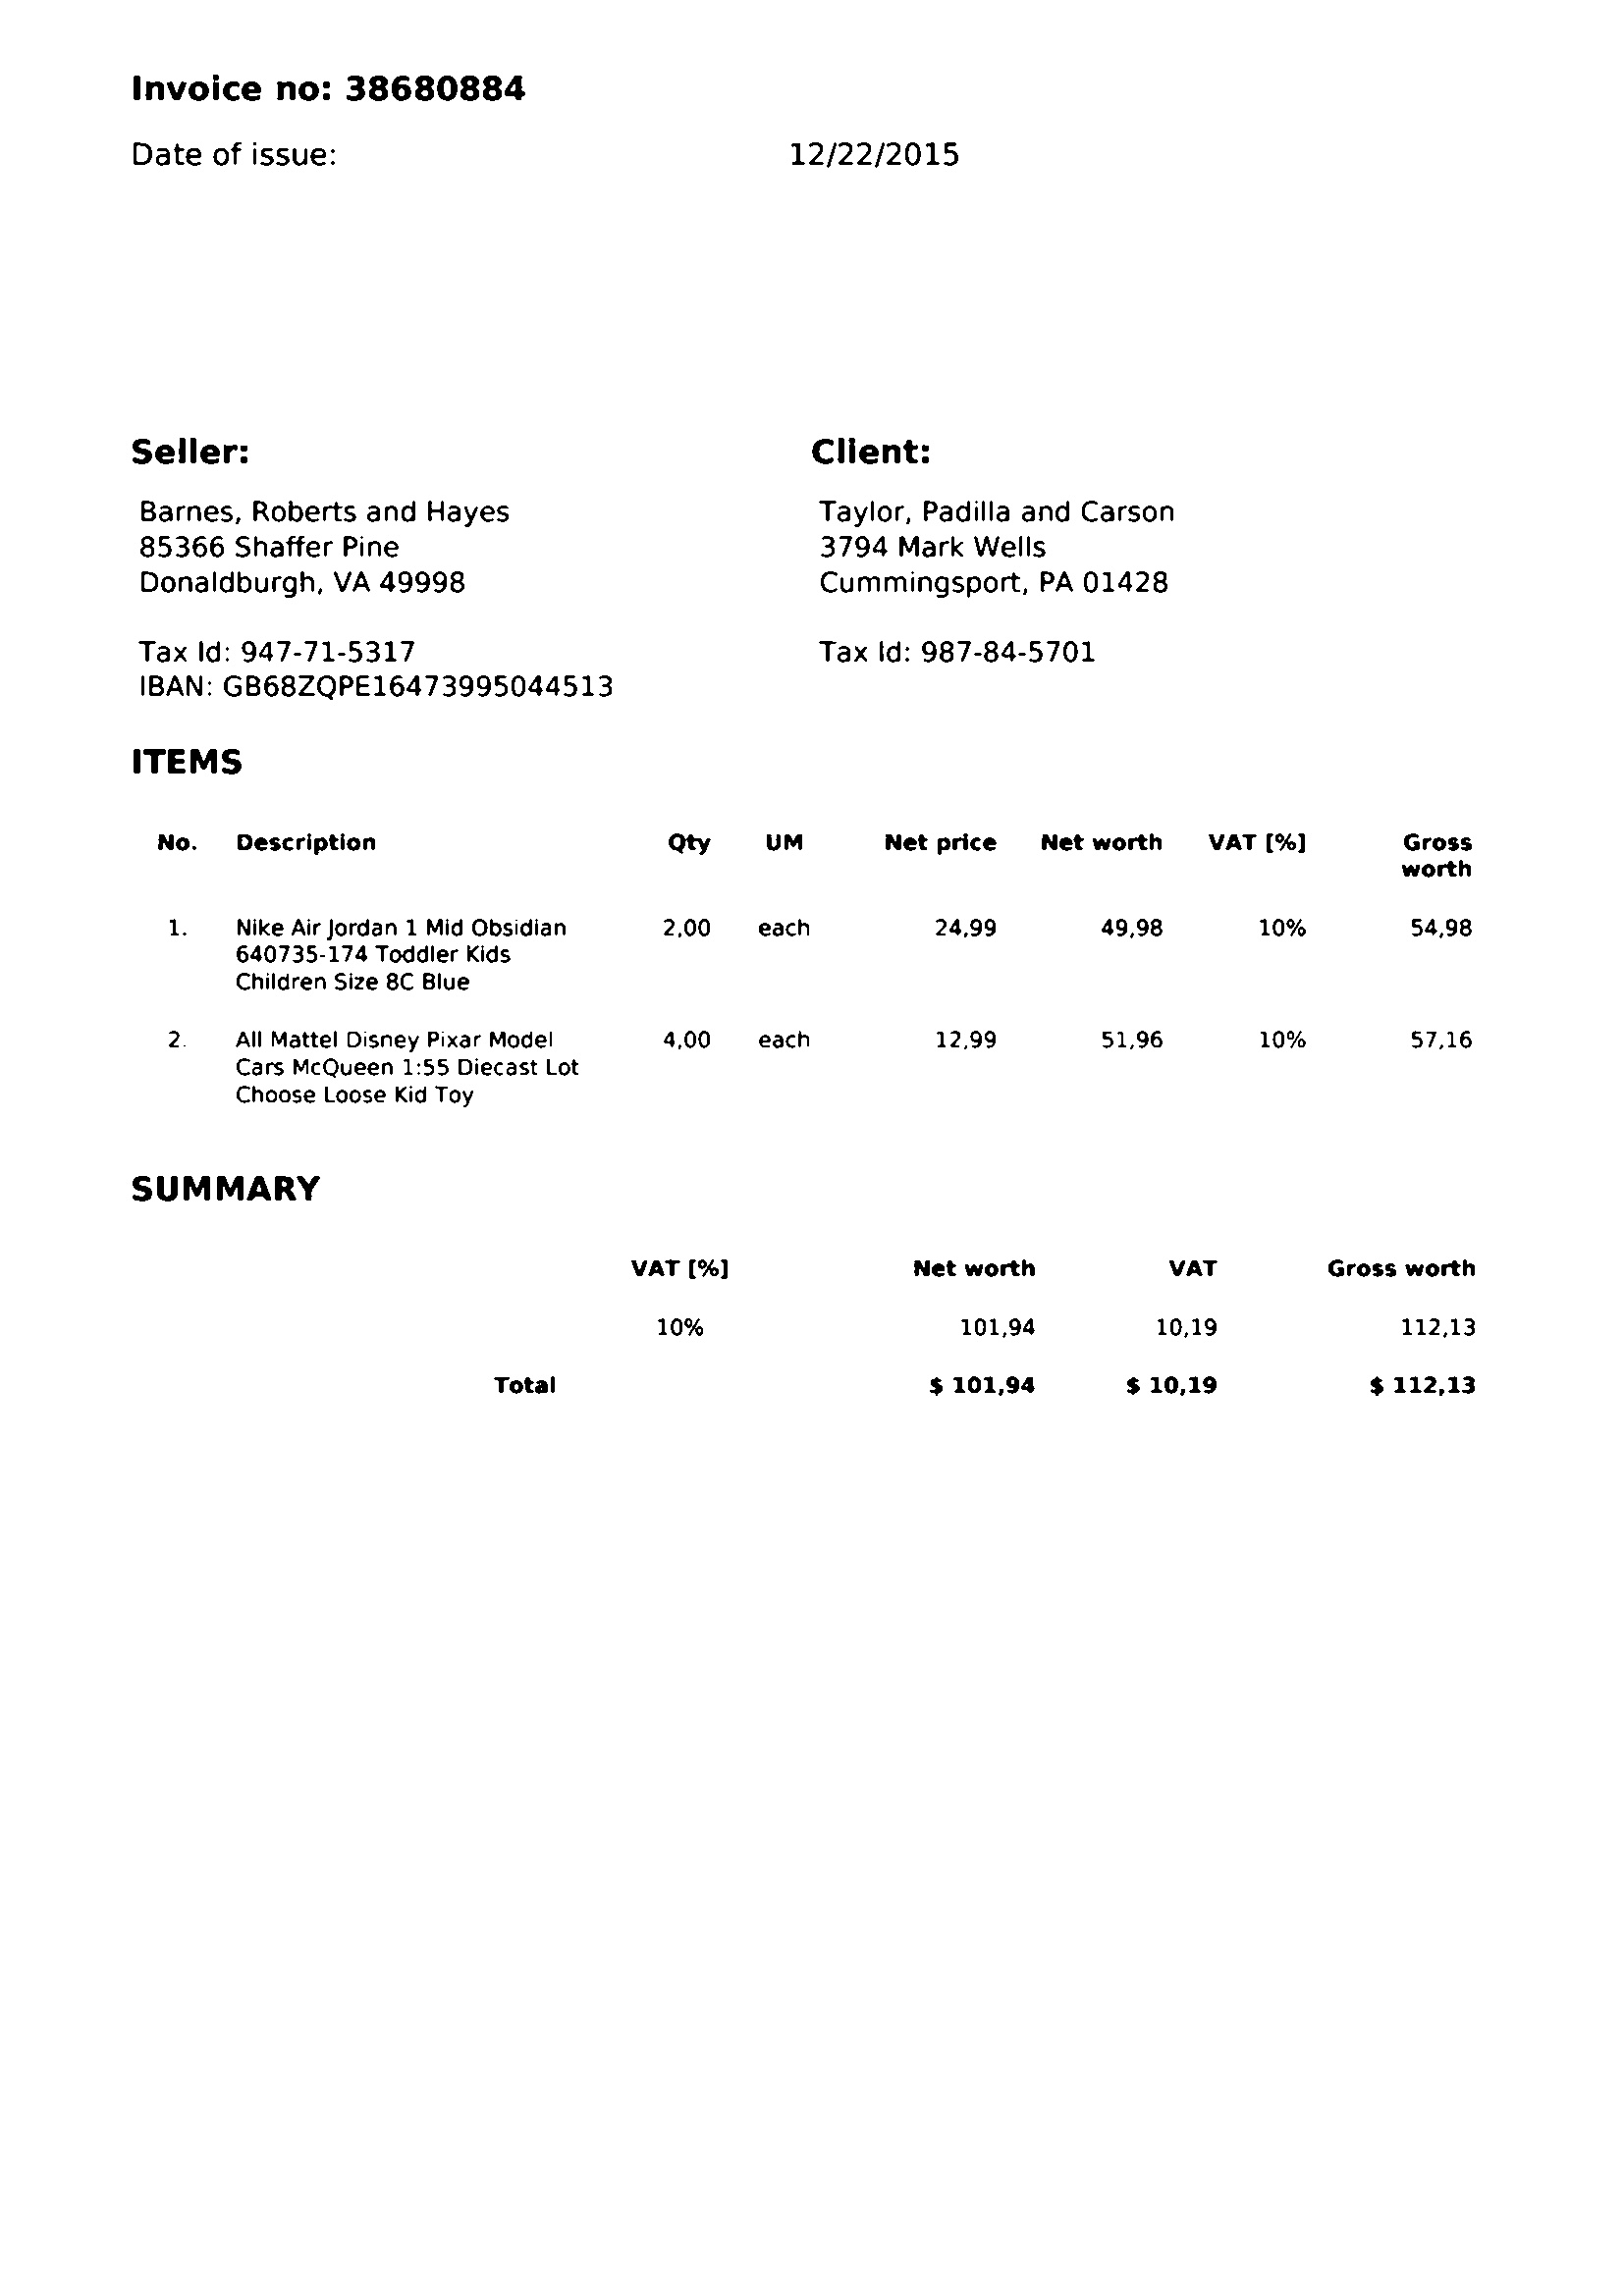 Invoice no: 38680884
Date of issue: 12/22/2015
Seller: Client:
Barnes, Roberts and Hayes Taylor, Padilla and Carson
85366 Shaffer Pine 3794 Mark Wells
Donaldburgh, VA 49998 Cummingsport, PA 01428
Tax Id: 947-71-5317 Tax Id: 987-84-5701
IBAN: GB68ZQPE16473995044513
ITEMS
No. Description Qty UM Net price Net worth VAT [%] Gross
worth
1. Nike Air Jordan 1 Mid Obsidian 2,00 each 24,99 49,98 10% 54,98
640735-174 Toddler Kids
Children Size 8C Blue
2. All Mattel Disney Pixar Model 4,00 each 12,99 51,96 10% 57,16
Cars McQueen 1:55 Diecast Lot
Choose Loose Kid Toy
SUMMARY
VAT [%] Net worth VAT Gross worth
10% 101,94 10,19 112,13
Total $ 101,94 $ 10,19 $ 112,13